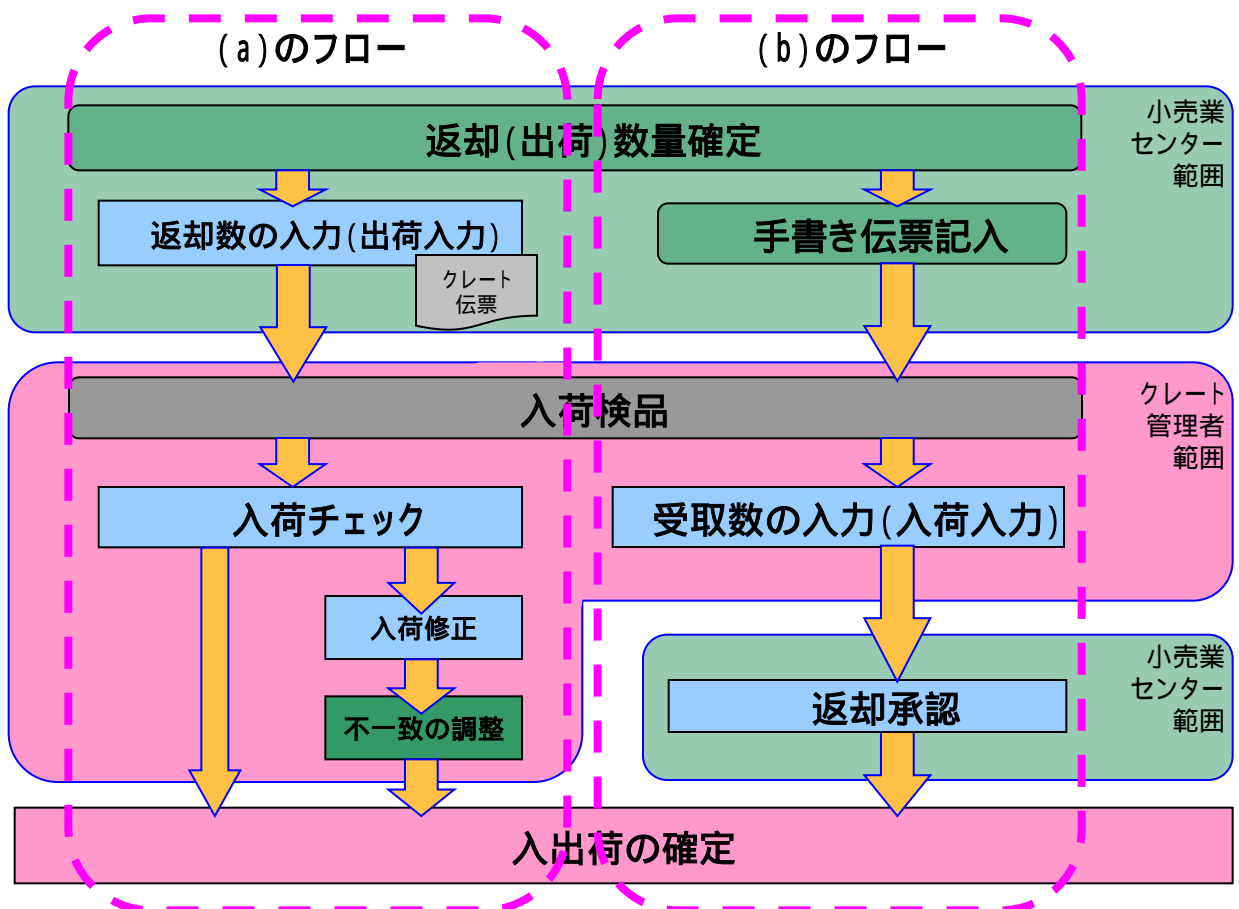 (a)のフロー
(b)のフロー
小売業
センター
範囲
返却(出荷)数量確定
返却数の入力(出荷入力)
クレート
伝票
手書き伝票記入
クレート
管理者
範囲
入荷検品
入荷チェック
受取数の入力(入荷入力)
入荷修正
不一致の調整
小売業
センター
範囲
返却承認
入出荷の確定